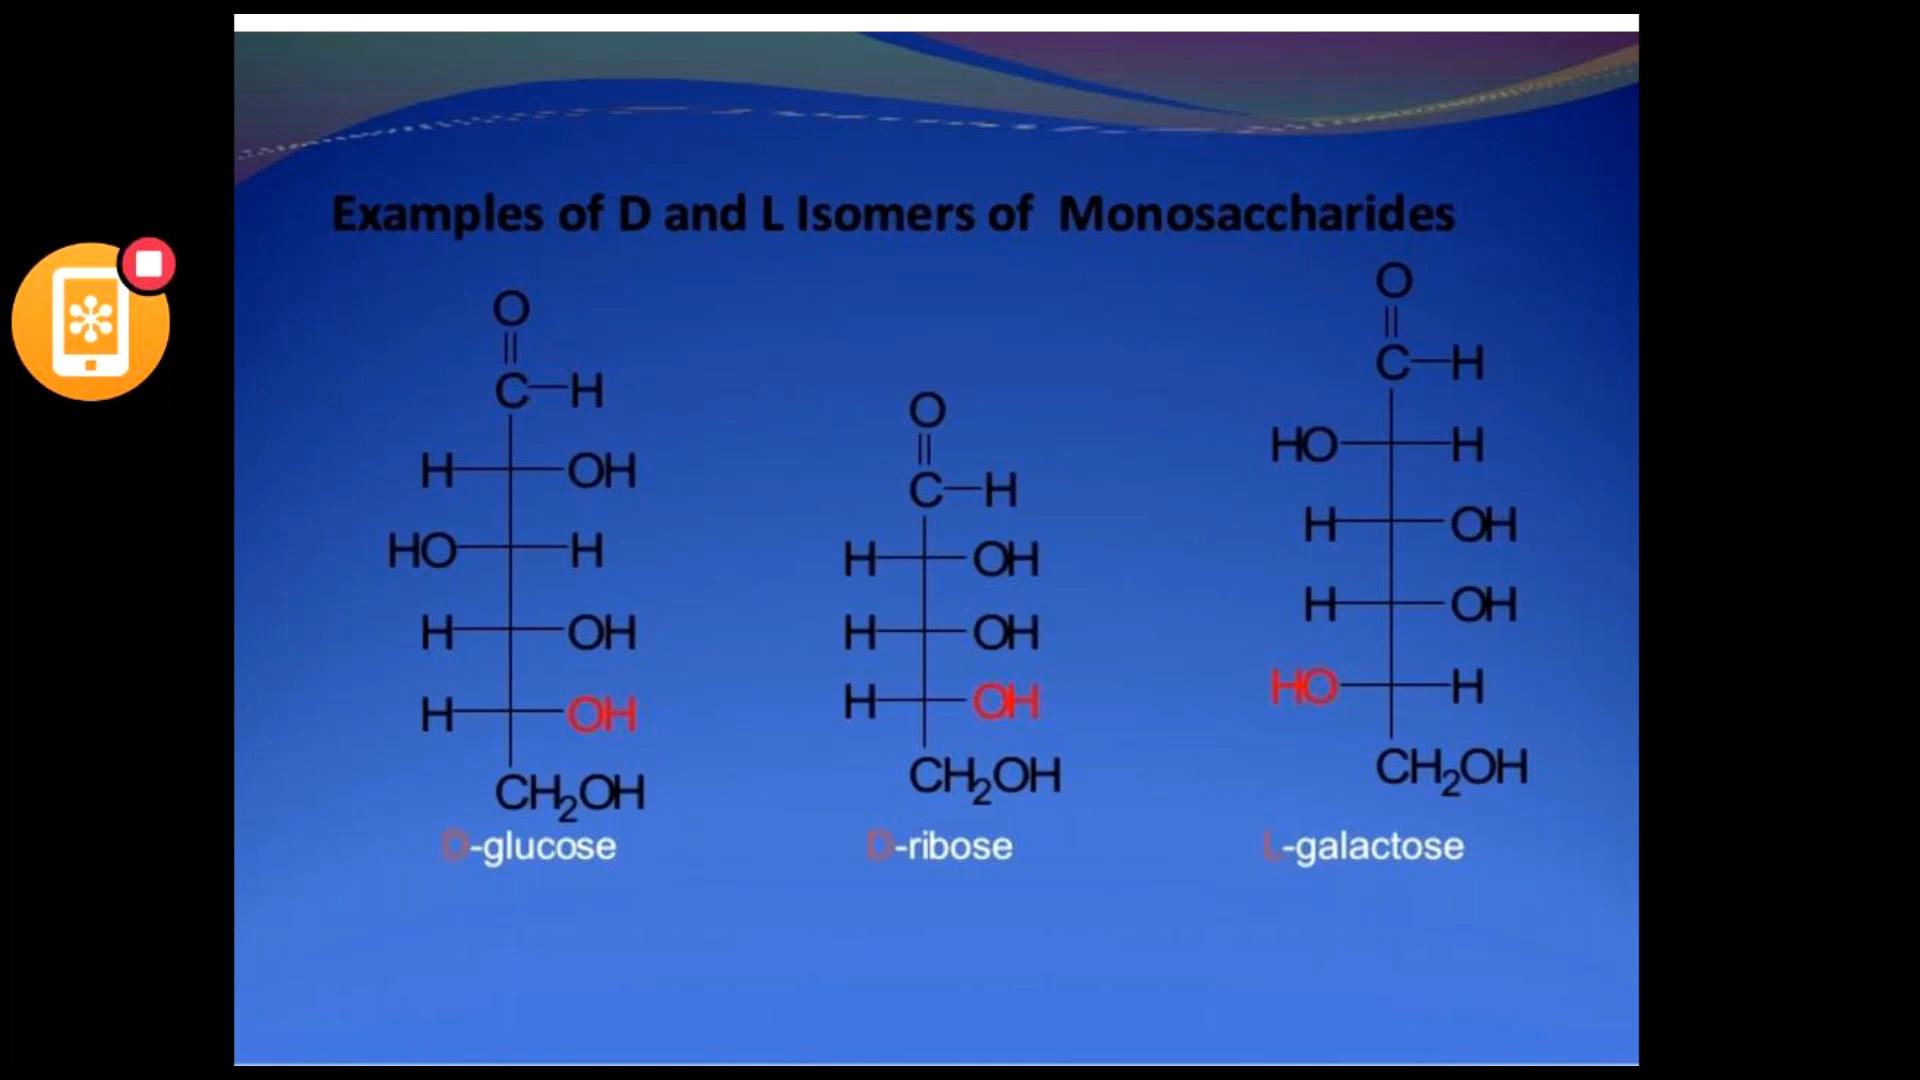 Examples of D and L Isomers of Monosaccharides
O
C H
H OH
HO H
H OH
H OH
CH2OH
D-glucose
O
C H
H OH
H OH
H OH
CH2OH
D-ribose
O
C H
HO H
H OH
H OH
HO H
CH2OH
L-galactose